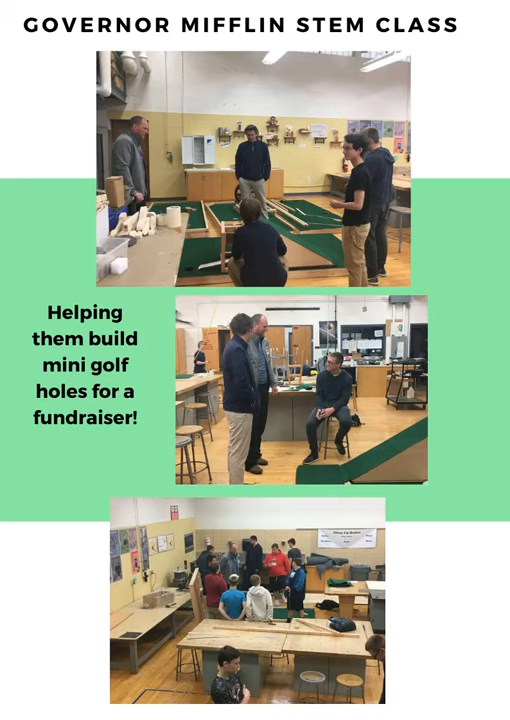 GOVERNOR MIFFLIN STEM CLASS
Helping
them build
mini golf
holes for a
fundraiser!